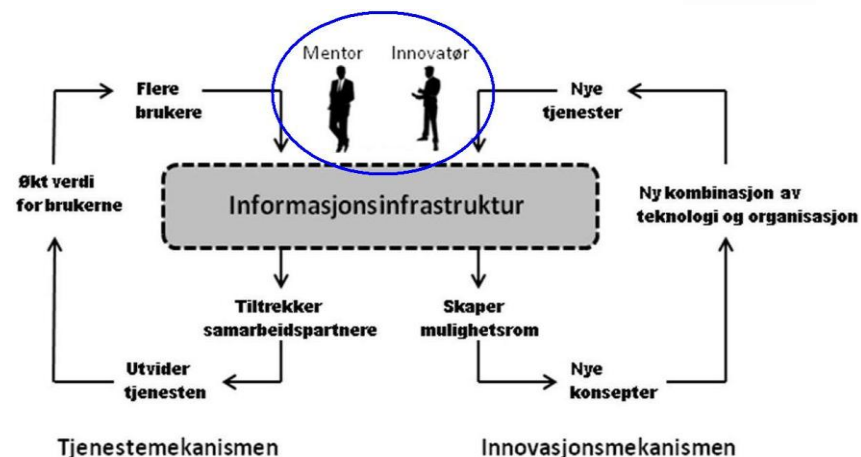 Mentor
Innovatør
Flere
brukere
Nye
tjenester
Økt verdi
for brukerne
Informasjonsinfrastruktur
Ny kombinasjon av
teknologi og organisasjon
Tiltrekker
samarbeidspartnere
Skaper
mulighetsrom
Utvider
tjenesten
Nye
konsepter
Tjenestemekanismen
Innovasjonsmekanismen